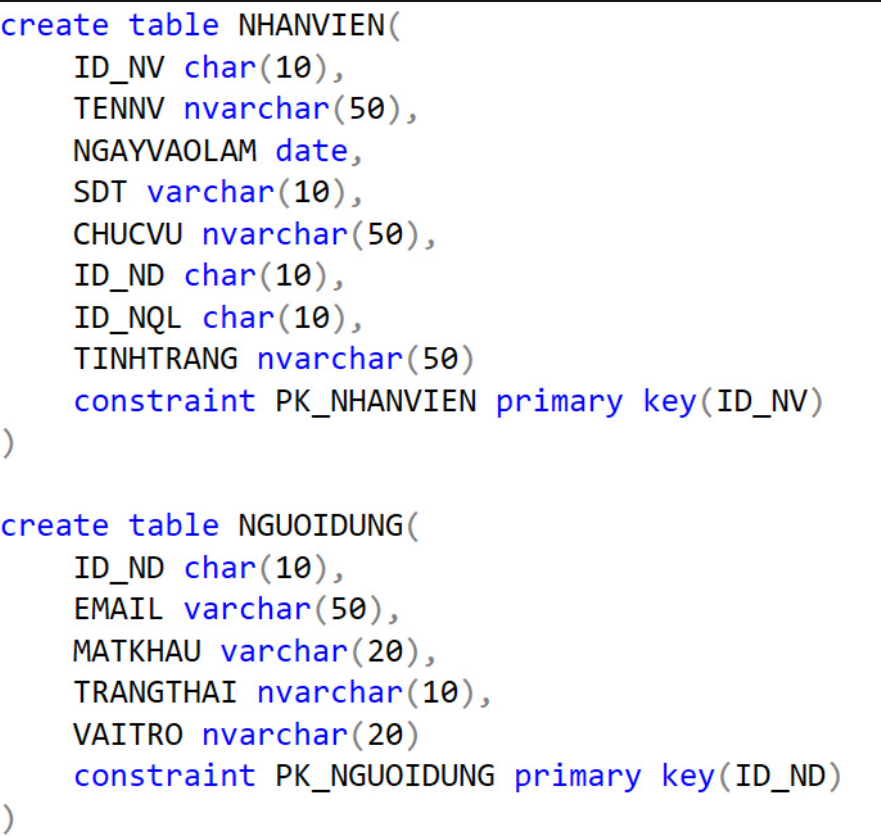 create table NHANVIEN(
    ID_NV char(10),
    TENNV nvarchar(50),
    NGAYVAOLAM date,
    SDT varchar(10),
    CHUCVU nvarchar(50),
    ID_ND char(10),
    ID_NQL char(10),
    TINHTRANG nvarchar(50)
    constraint PK_NHANVIEN primary key(ID_NV)
)

create table NGUOIDUNG(
    ID_ND char(10),
    EMAIL varchar(50),
    MATKHAU varchar(20),
    TRANGTHAI nvarchar(10),
    VAITRO nvarchar(20)
    constraint PK_NGUOIDUNG primary key(ID_ND)
)